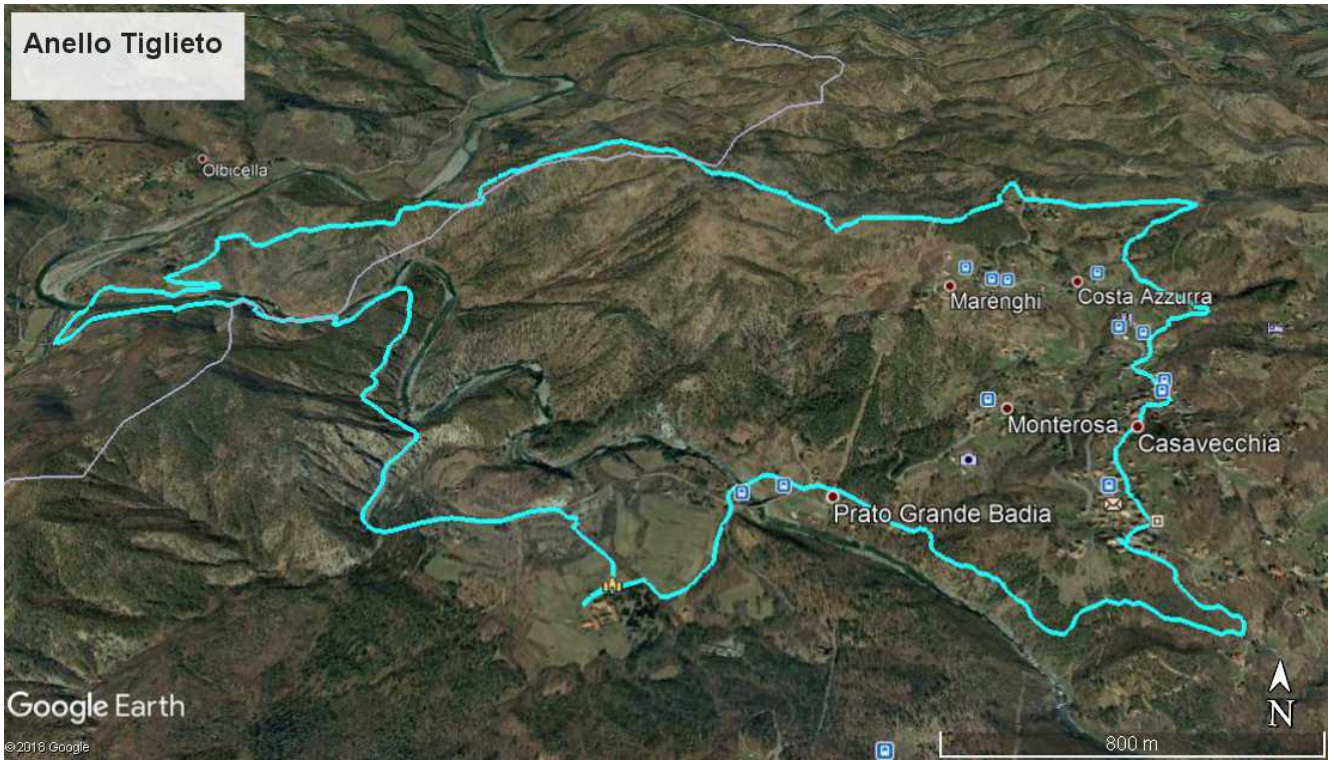 Anello Tiglieto
Olbicella
Marenghi
Costa Azzurra
Monterosa
Casavecchia
Prato Grande Badia
Google Earth
©2018 Google
N
800 m